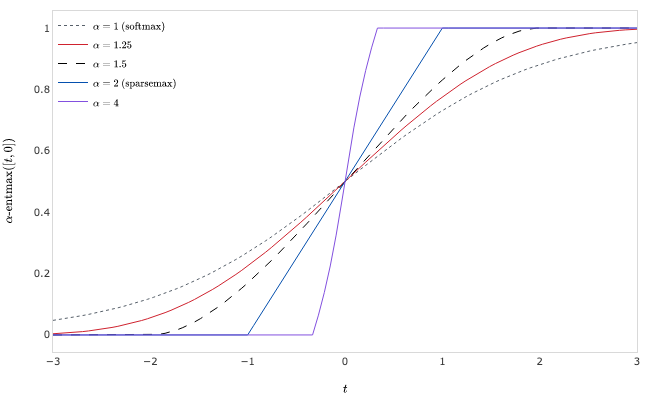 α = 1 (softmax)
α = 1.25
α = 1.5
α = 2 (sparsemax)
α = 4
α-entmax([t, 0])
1
0.8
0.6
0.4
0.2
0
−3 −2 −1 0 1 2 3
t